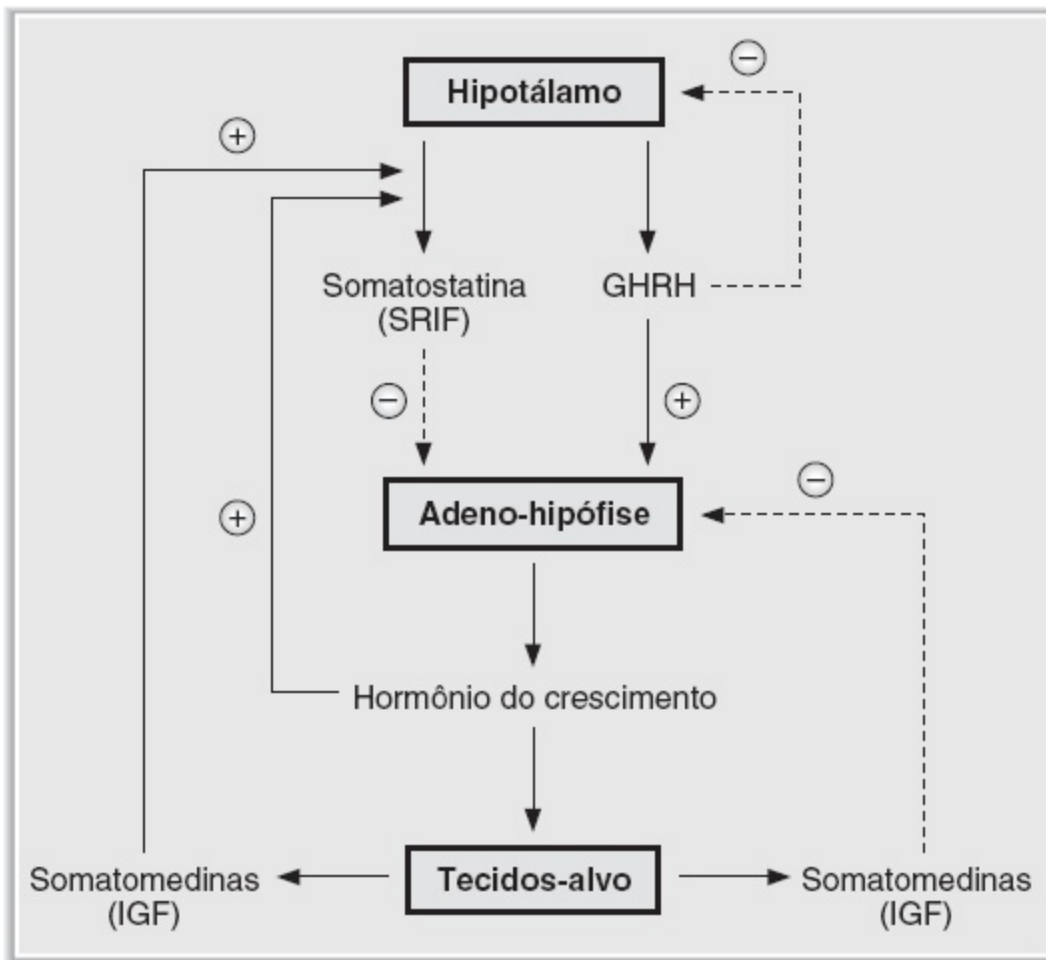 −
Hipotálamo
+
Somatostatina
(SRIF)
GHRH
−
+
−
Adeno-hipófise
+
Hormônio do crescimento
Somatomedinas
(IGF)
Tecidos-alvo
Somatomedinas
(IGF)